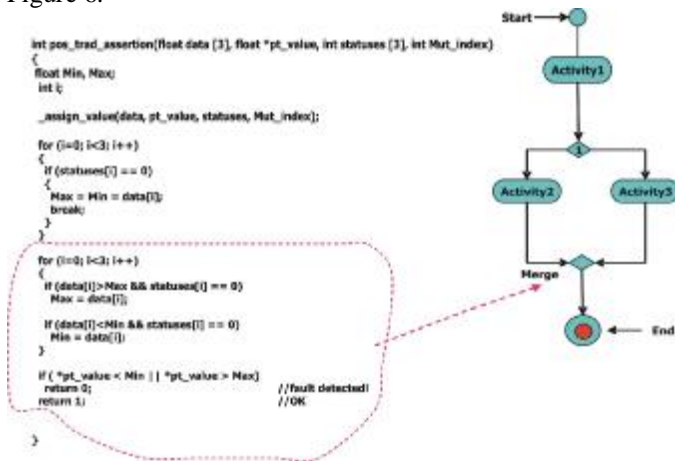 Figure 6.
int pos_trad_assertion(float data [3], float *pt_value, int statuses [3], int Mut_index)
{
float Min, Max;
int i;
_assign_value(data, pt_value, statuses, Mut_index);
for (i=0; i<3; i++)
{
if (statuses[i] == 0)
{
Max = Min = data[i];
break;
}
}
for (i=0; i<3; i++)
{
if (data[i]>Max && statuses[i] == 0)
Max = data[i];
if (data[i]<Min && statuses[i] == 0)
Min = data[i];
}
if ( *pt_value < Min || *pt_value > Max)
return 0; //fault detected!
return 1; //OK
}
Start
Activity1
1
Activity2 Activity3
Merge
End